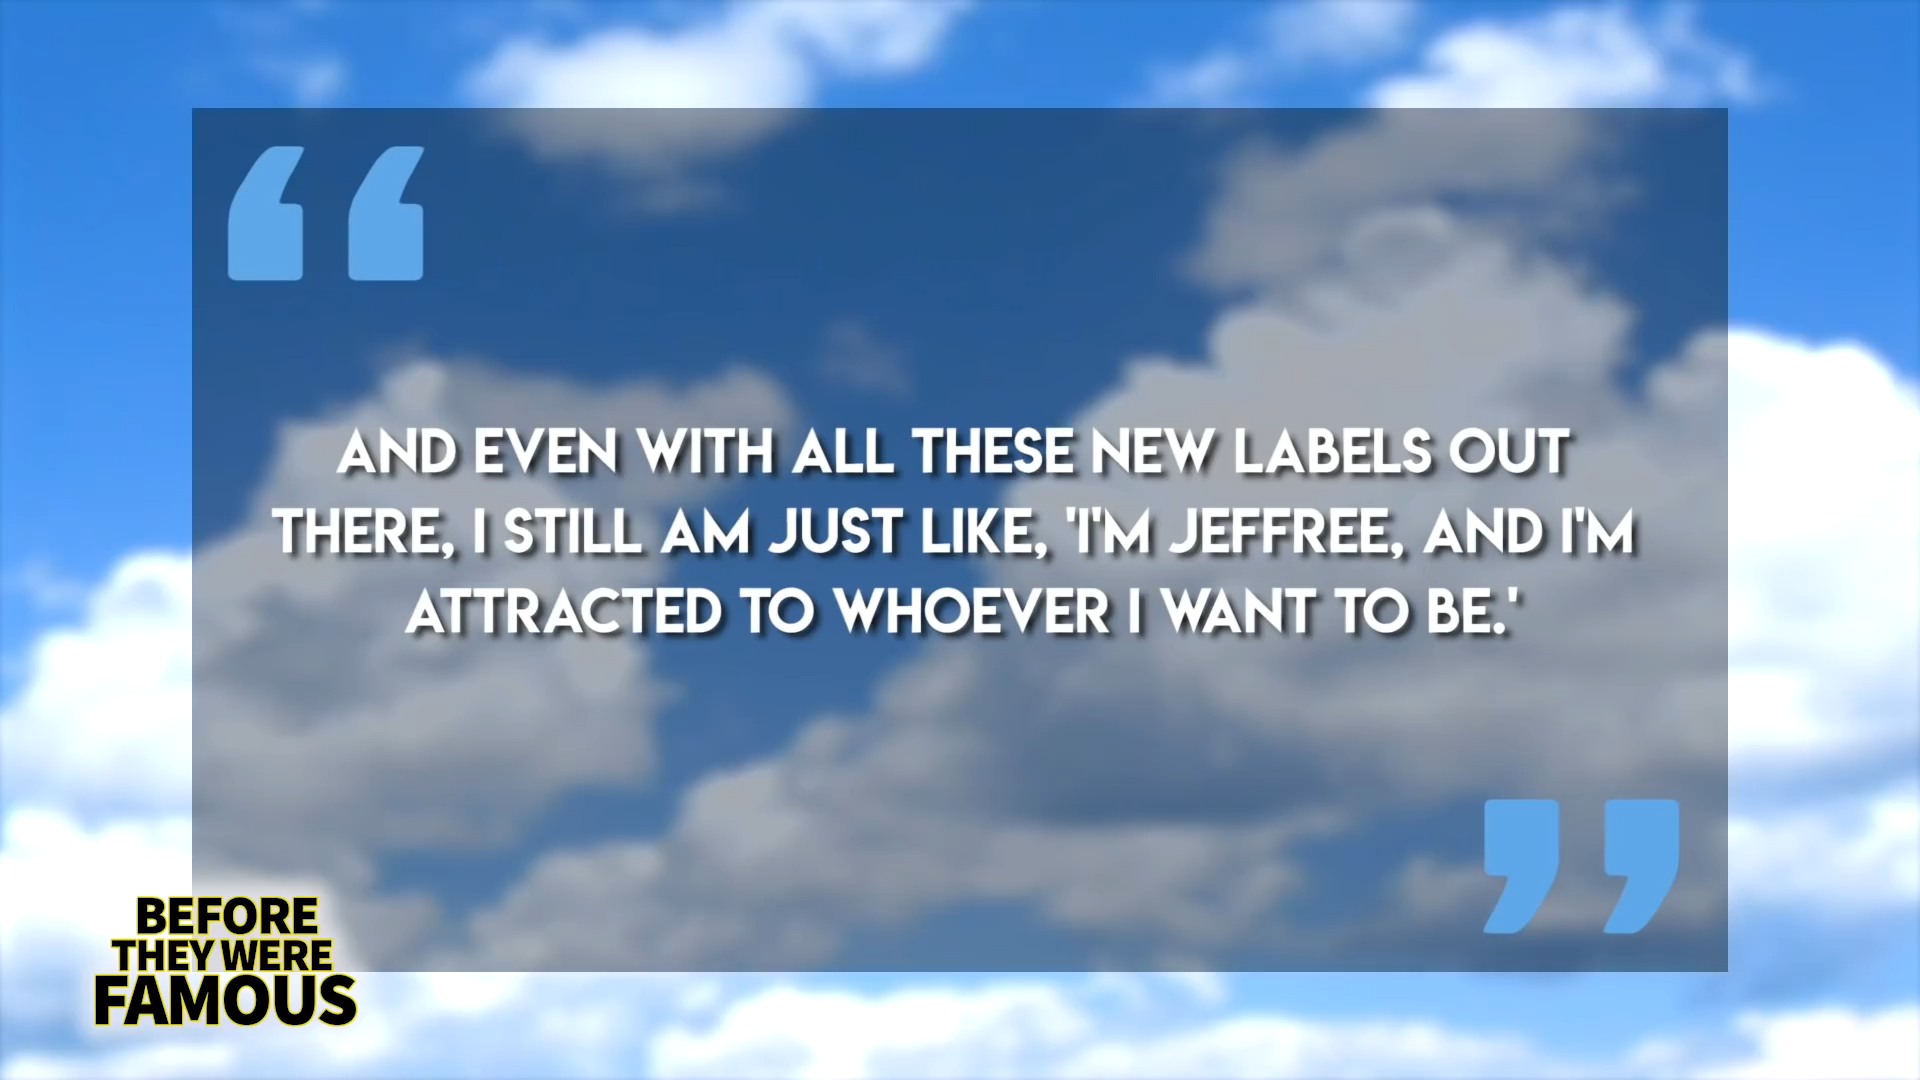 AND EVEN WITH ALL THESE NEW LABELS OUT
THERE, I STILL AM JUST LIKE, 'I'M JEFFREE, AND I'M
ATTRACTED TO WHOEVER I WANT TO BE.'
BEFORE
THEY WERE
FAMOUS